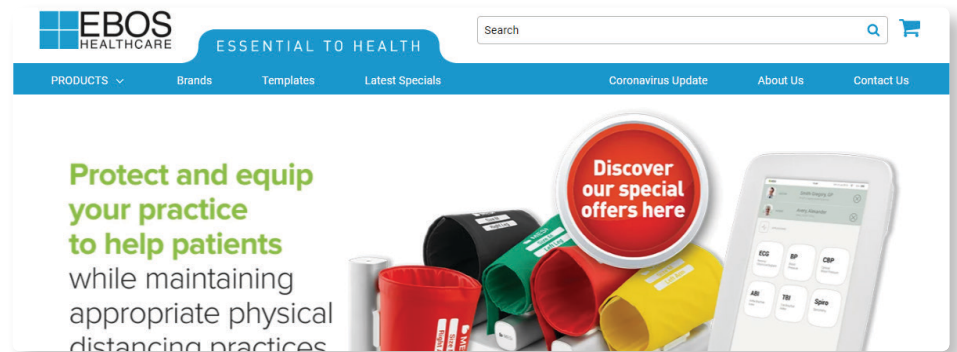 EBOS
HEALTHCARE
ESSENTIAL TO HEALTH
Search
PRODUCTS Brands Templates Latest Specials Coronavirus Update About Us Contact Us
Protect and equip
your practice
to help patients
while maintaining
appropriate physical
distancing practices
Discover
our special
offers here
ECG BP CBP
ABI TBI Spiro